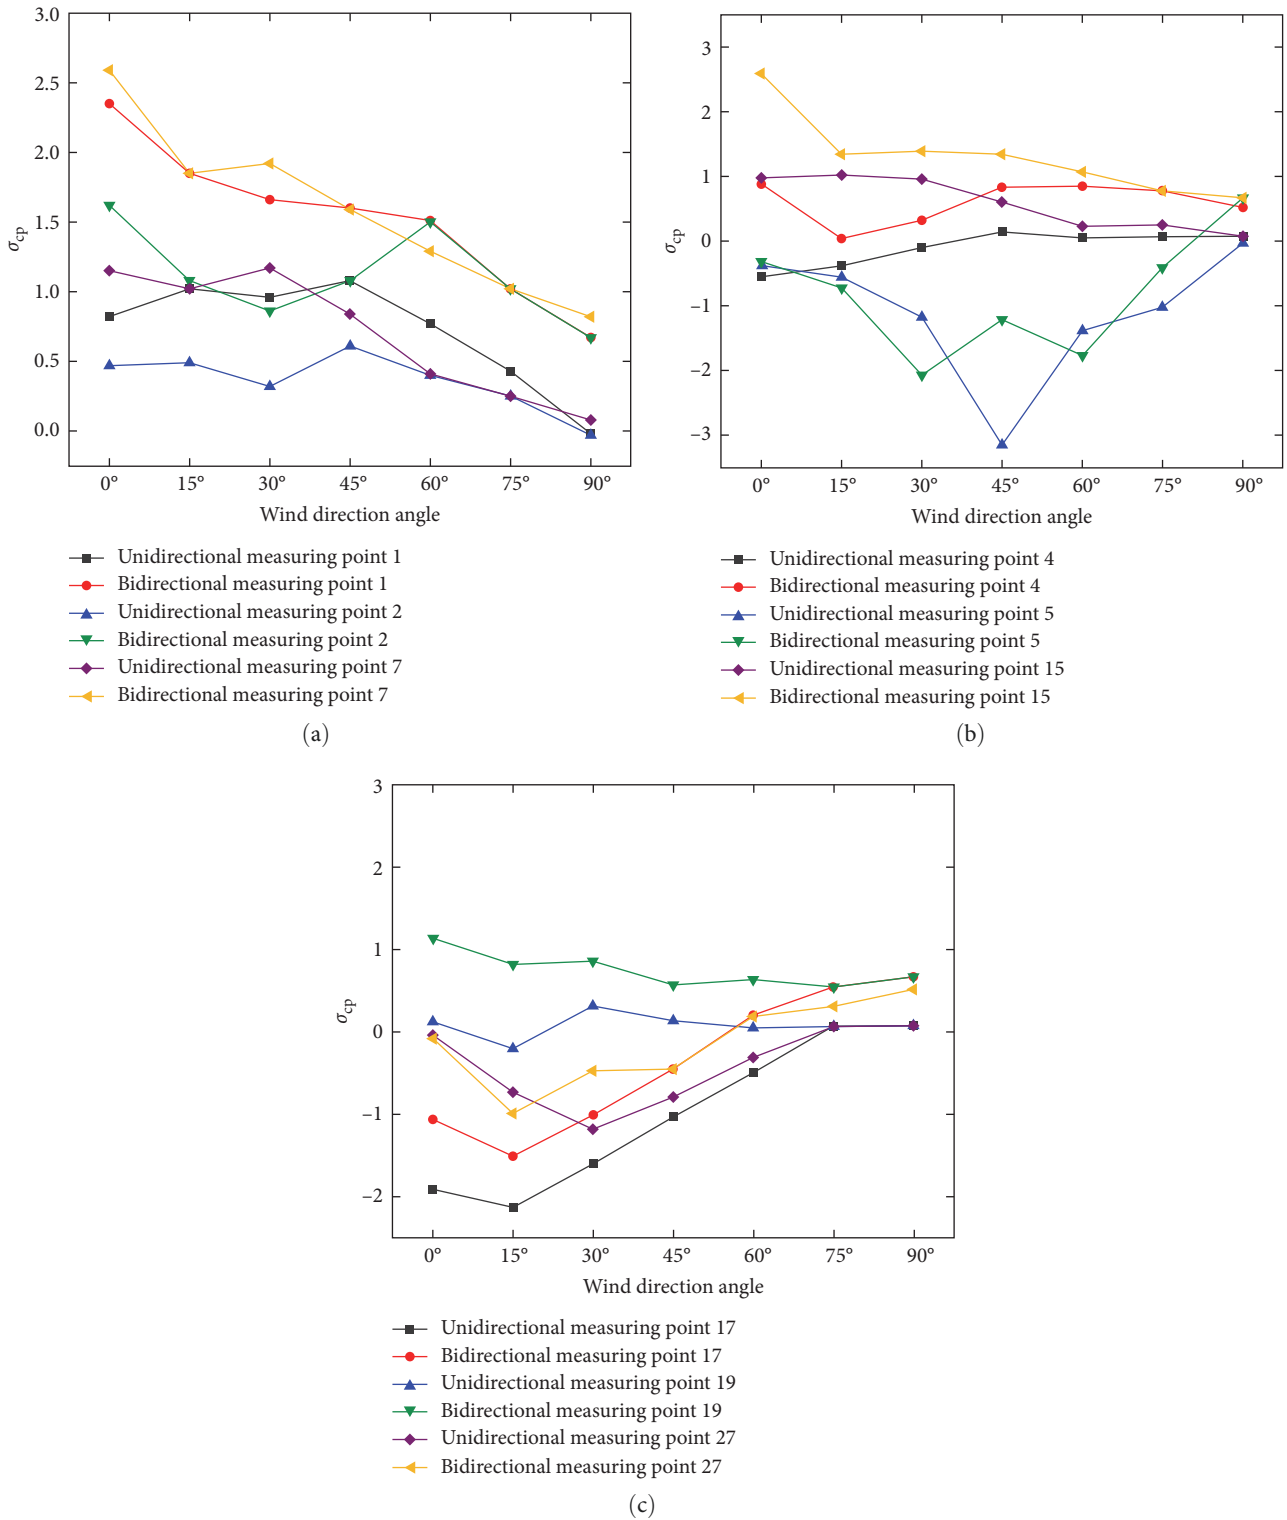 3.0
2.5
2.0
1.5
1.0
0.5
0.0
σcp
0° 15° 30° 45° 60° 75° 90°
Wind direction angle
Unidirectional measuring point 1
Bidirectional measuring point 1
Unidirectional measuring point 2
Bidirectional measuring point 2
Unidirectional measuring point 7
Bidirectional measuring point 7
(a)
3
2
1
0
−1
−2
−3
σcp
0° 15° 30° 45° 60° 75° 90°
Wind direction angle
Unidirectional measuring point 4
Bidirectional measuring point 4
Unidirectional measuring point 5
Bidirectional measuring point 5
Unidirectional measuring point 15
Bidirectional measuring point 15
(b)
3
2
1
0
−1
−2
σcp
0° 15° 30° 45° 60° 75° 90°
Wind direction angle
Unidirectional measuring point 17
Bidirectional measuring point 17
Unidirectional measuring point 19
Bidirectional measuring point 19
Unidirectional measuring point 27
Bidirectional measuring point 27
(c)